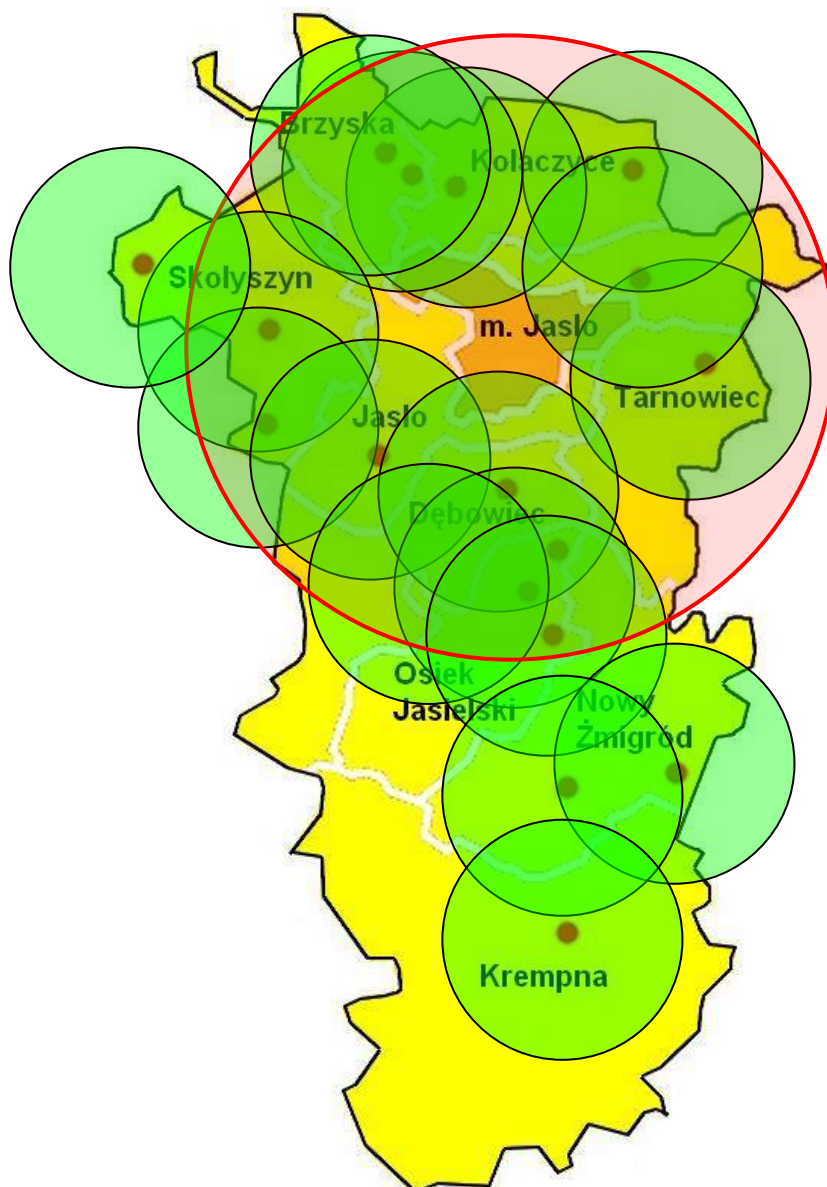 Brzyska
Kołaczyce
Skołyszyn
m. Jasło
Tarnowiec
Jasło
Dębowiec
Osiek
Jasielski
Nowy
Żmigród
Krempna